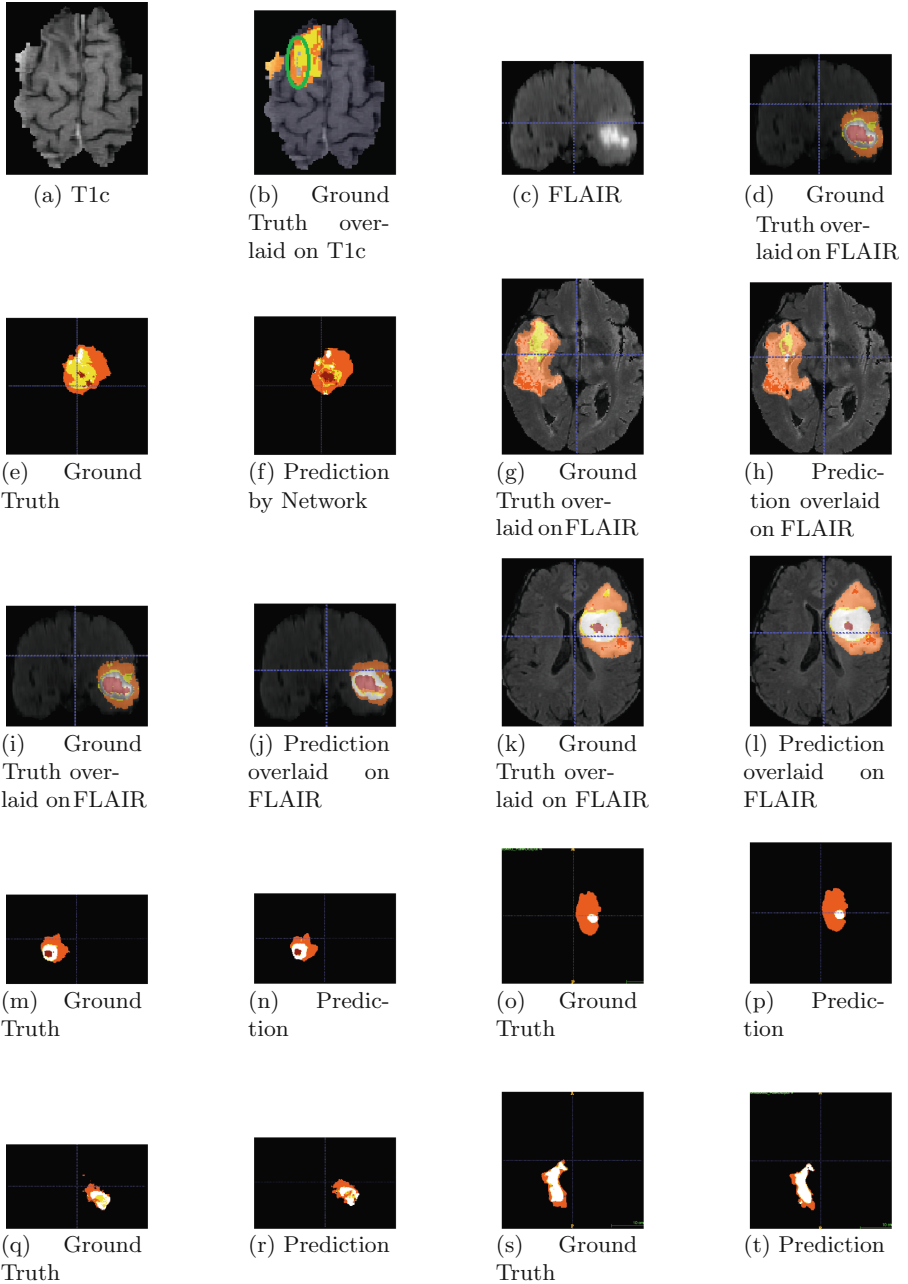 (a) T1c
(b) Ground
Truth over-
laid on T1c
(c) FLAIR
(d) Ground
Truth over-
laid on FLAIR
(e) Ground
Truth
(f) Prediction
by Network
(g) Ground
Truth over-
laid on FLAIR
(h) Predic-
tion overlaid
on FLAIR
(i) Ground
Truth over-
laid on FLAIR
(j) Prediction
overlaid on
FLAIR
(k) Ground
Truth over-
laid on FLAIR
(l) Prediction
overlaid on
FLAIR
(m) Ground
Truth
(n) Predic-
tion
(o) Ground
Truth
(p) Predic-
tion
(q) Ground
Truth
(r) Prediction
(s) Ground
Truth
(t) Prediction